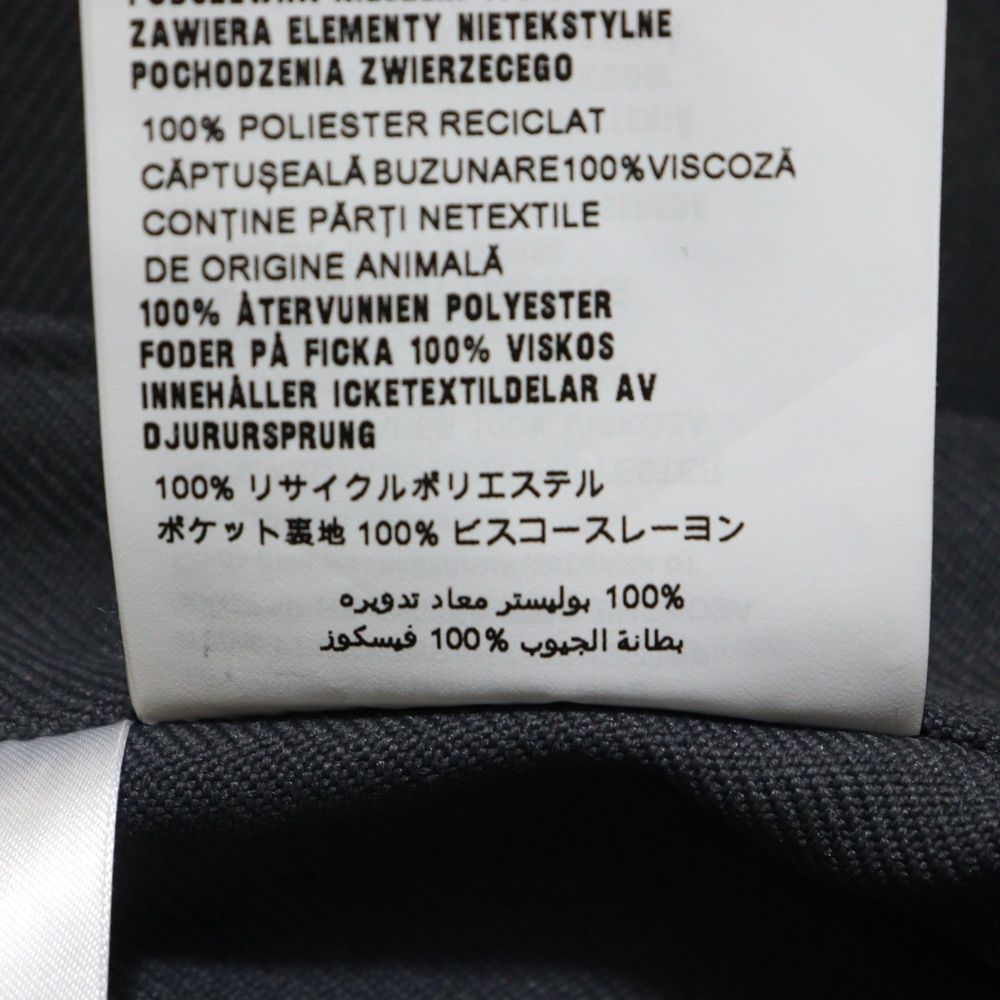 ZAWIERA ELEMENTY NIETEKSTYLNE
POCHODZENIA ZWIERZECEGO
100% POLIESTER RECICLAT
CĂPTUȘEALĂ BUZUNARE100%VISCOZĂ
CONȚINE PĂRȚI NETEXTILE
DE ORIGINE ANIMALĂ
100% ÅTERVUNNEN POLYESTER
FODER PÅ FICKA 100% VISKOS
INNEHÅLLER ICKETEXTILDELAR AV
DJURURSPRUNG
100% リサイクルポリエステル
ポケット裏地 100% ビスコースレーヨン
100% بوليستر معاد تدويره
بطانة الجيوب 100% فيسكوز